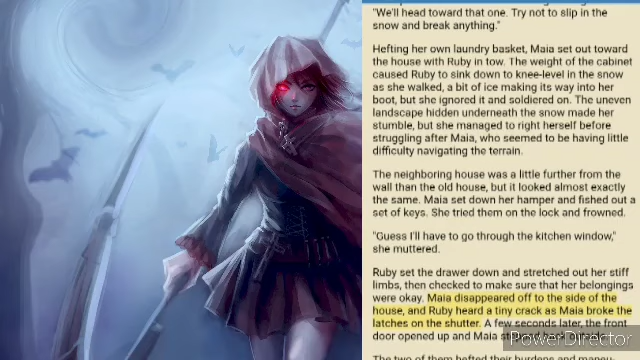 "We'll head toward that one. Try not to slip in the
snow and break anything."
Hefting her own laundry basket, Maia set out toward
the house with Ruby in tow. The weight of the cabinet
caused Ruby to sink down to knee-level in the snow
as she walked, a bit of ice making its way into her
boot, but she ignored it and soldiered on. The uneven
landscape hidden underneath the snow made her
stumble, but she managed to right herself before
struggling after Maia, who seemed to be having little
difficulty navigating the terrain.
The neighboring house was a little further from the
wall than the old house, but it looked almost exactly
the same. Maia set down her hamper and fished out a
set of keys. She tried them on the lock and frowned.
"Guess I'll have to go through the kitchen window,"
she muttered.
Ruby set the drawer down and stretched out her stiff
limbs, then checked to make sure that her belongings
were okay. Maia disappeared off to the side of the
house, and Ruby heard a tiny crack as Maia broke the
latches on the shutter. A few seconds later, the front
door opened up and Maia
PowerDirector
The two of them hefted their burdens and